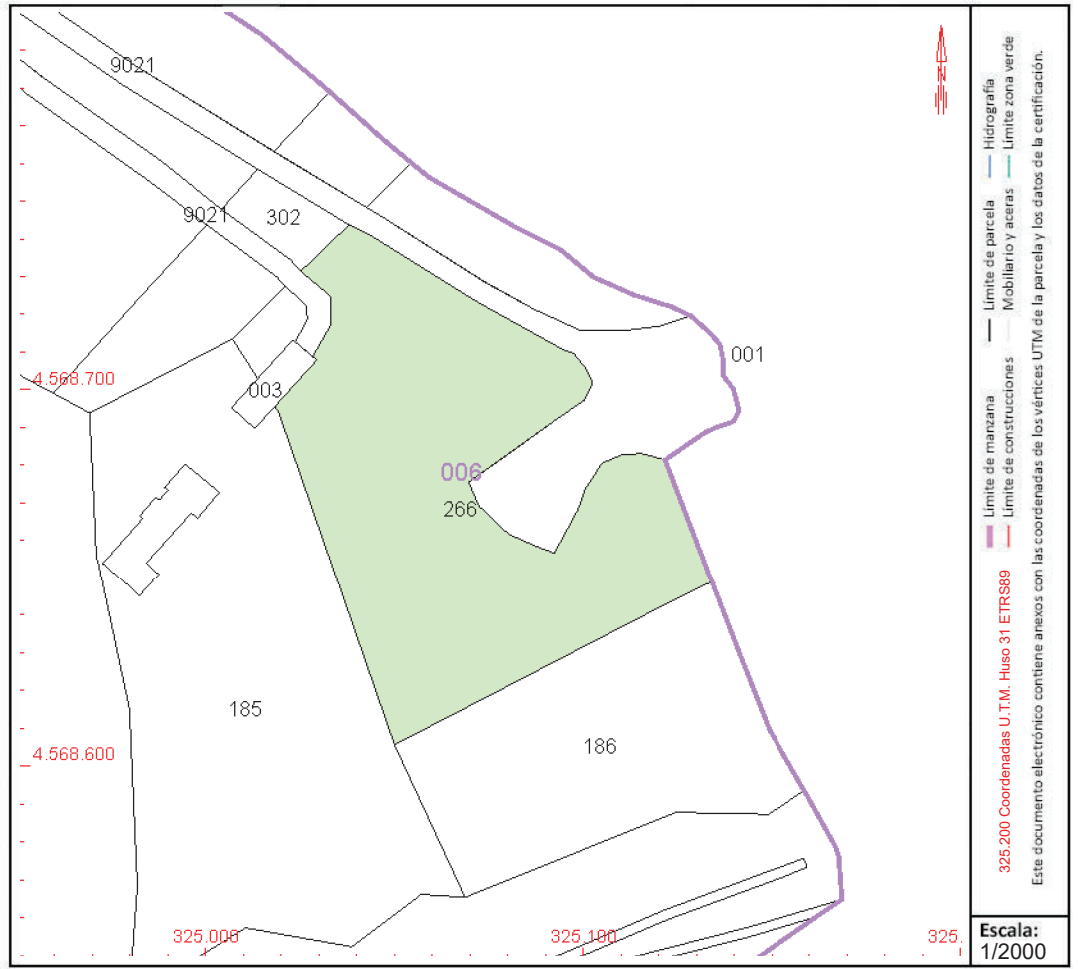 9021
9021
302
001
4.568.700
003
006
266
185
186
4.568.600
325.000
325.100
325.
N
Límite de manzana
Límite de parcela
Hidrografía
Límite de construcciones
Mobiliario y aceras
Límite zona verde
325.200 Coordenadas U.T.M. Huso 31 ETRS89
Este documento electrónico contiene anexos con las coordenadas de los vértices UTM de la parcela y los datos de la certificación.
Escala:
1/2000